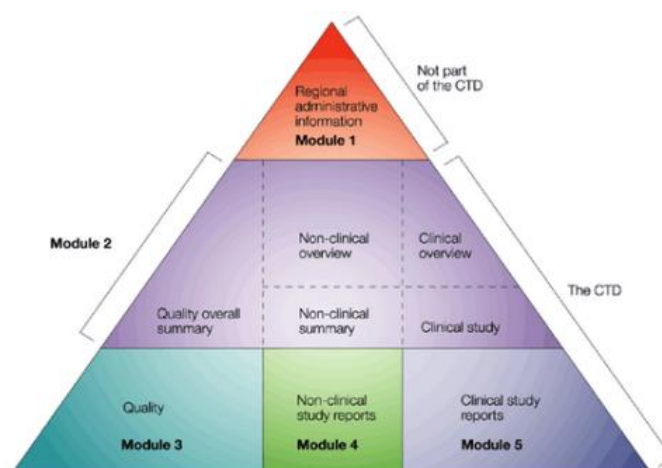 Not part
of the CTD
Regional
administrative
information
Module 1
Module 2
Non-clinical
overview
Clinical
overview
The CTD
Quality overall
summary
Non-clinical
summary
Clinical study
Quality
Module 3
Non-clinical
study reports
Module 4
Clinical study
reports
Module 5